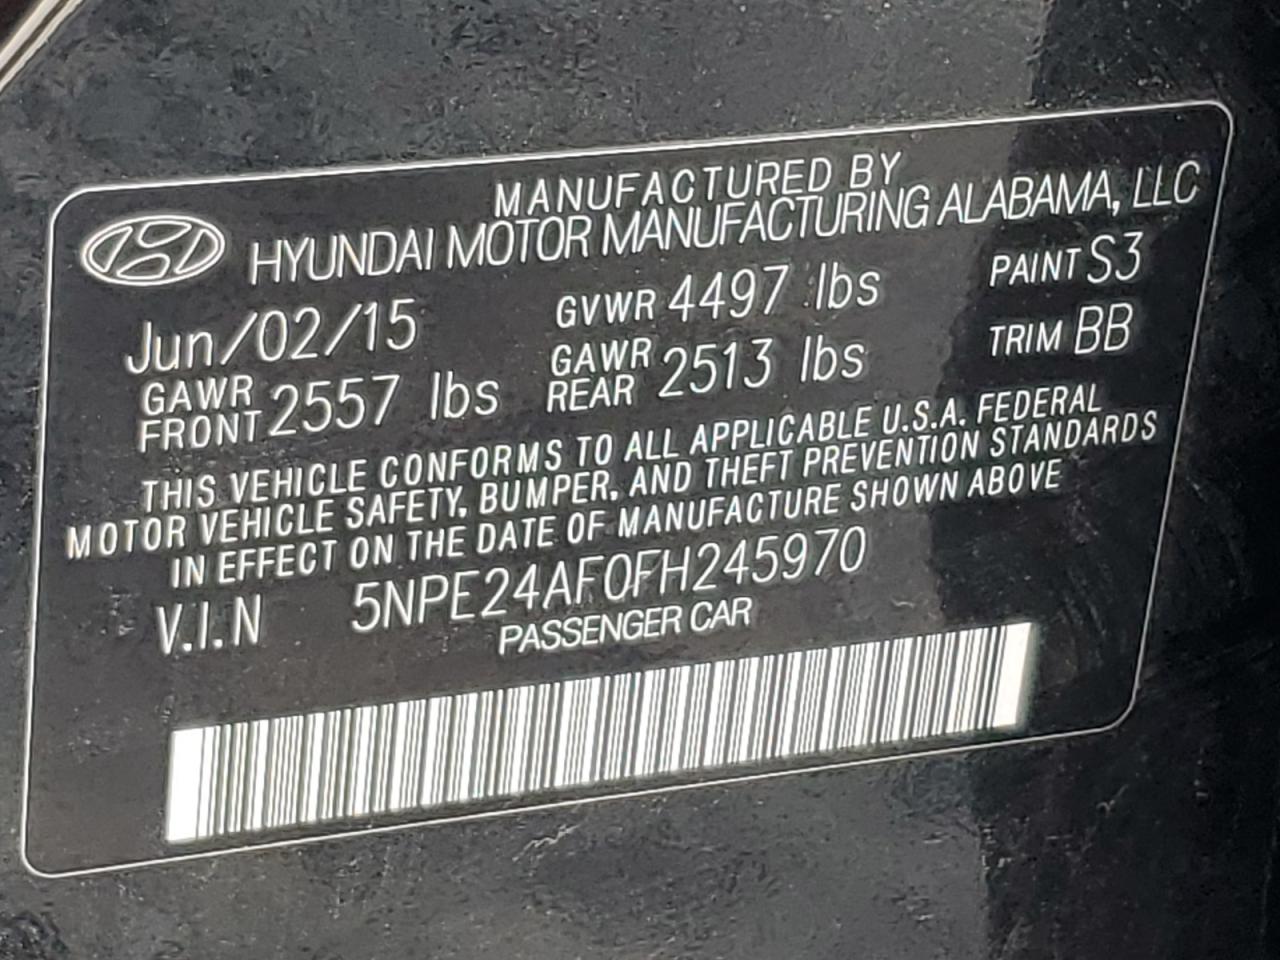 MANUFACTURED BY
HYUNDAI MOTOR MANUFACTURING ALABAMA, LLC
Jun/02/15 GVWR 4497 lbs PAINT S3
GAWR FRONT 2557 lbs GAWR REAR 2513 lbs TRIM BB
THIS VEHICLE CONFORMS TO ALL APPLICABLE U.S.A. FEDERAL
MOTOR VEHICLE SAFETY, BUMPER, AND THEFT PREVENTION STANDARDS
IN EFFECT ON THE DATE OF MANUFACTURE SHOWN ABOVE
V.I.N 5NPE24AF0FH245970
PASSENGER CAR